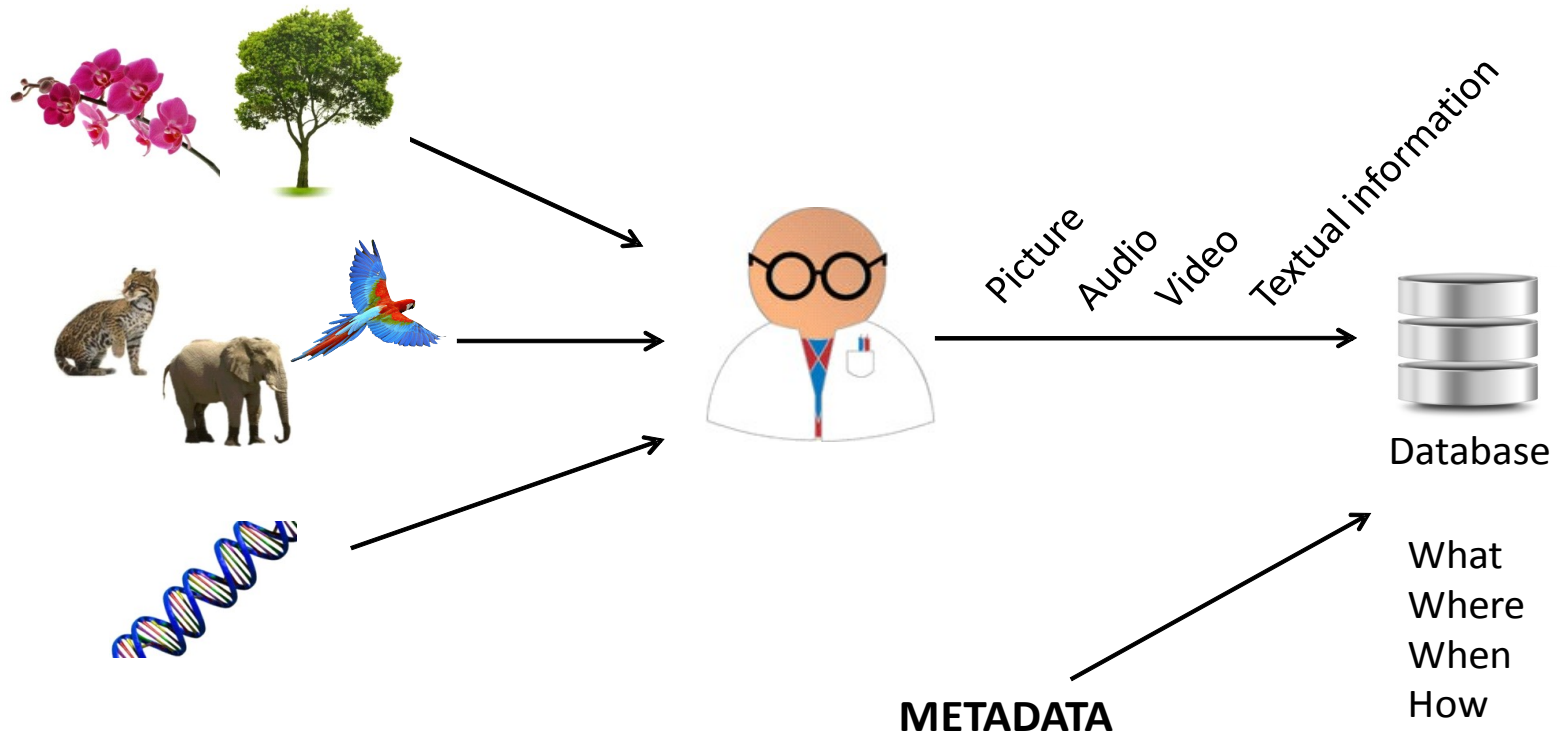 Picture
Audio
Video
Textual information
Database
What
Where
When
How
METADATA